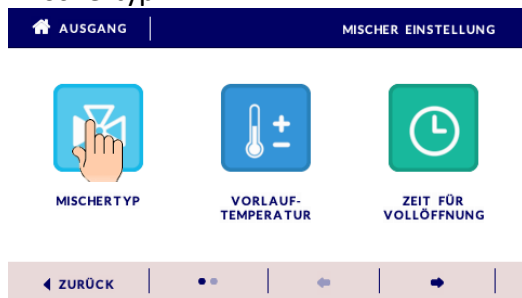 AUSGANG
MISCHER EINSTELLUNG
MISCHERTYP
VORLAUF-
TEMPERATUR
ZEIT FÜR
VOLLÖFFNUNG
ZURÜCK